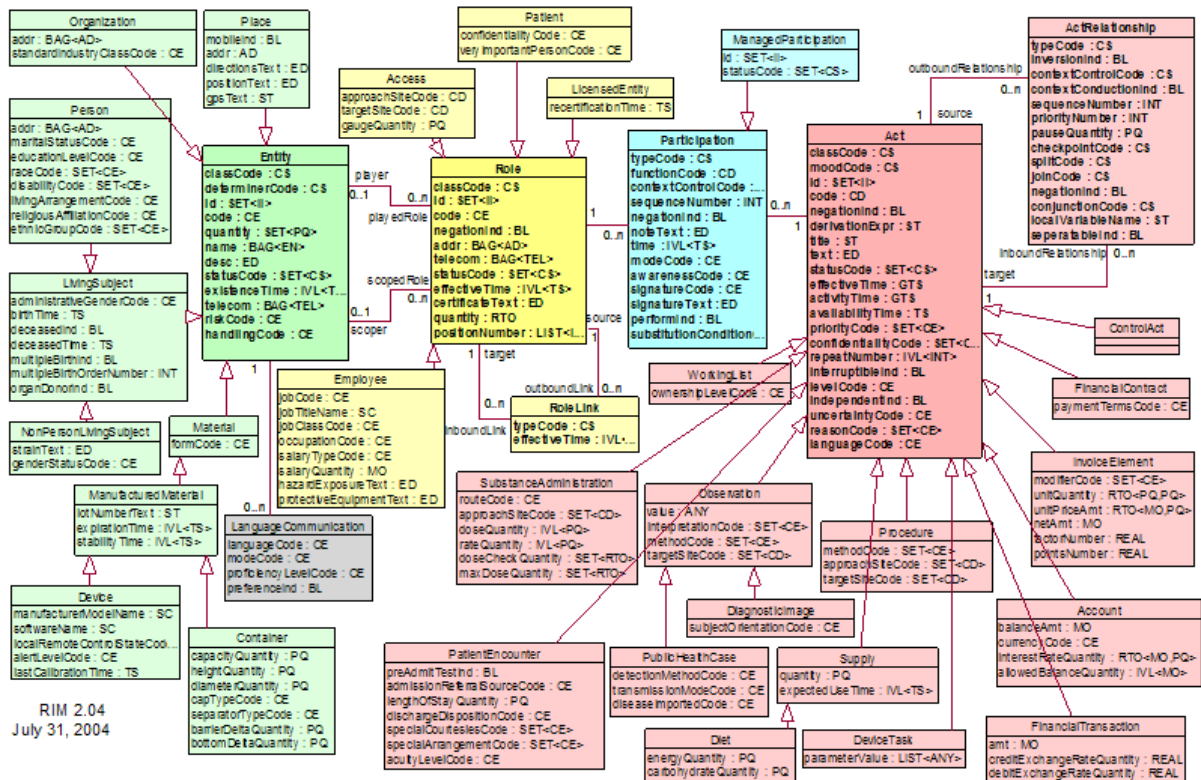 Organization
addr : BAG<AD>
standardIndustryClassCode : CE
Place
mobileInd : BL
addr : AD
directionsText : ED
positionText : ED
gpsText : ST
Patient
confidentialityCode : CE
veryImportantPersonCode : CE
ManagedParticipation
id : SET<II>
statusCode : SET<CS>
ActRelationship
typeCode : CS
inversionInd : BL
contextControlCode : CS
contextConductionInd : BL
sequenceNumber : INT
priorityNumber : INT
pauseQuantity : PQ
checkpointCode : CS
splitCode : CS
joinCode : CS
negationInd : BL
conjunctionCode : CS
localVariableName : ST
seperatableInd : BL
Access
approachSiteCode : CD
targetSiteCode : CD
gaugeQuantity : PQ
LicensedEntity
recertificationTime : TS
Person
addr : BAG<AD>
maritalStatusCode : CE
educationLevelCode : CE
raceCode : SET<CE>
disabilityCode : SET<CE>
livingArrangementCode : CE
religiousAffiliationCode : CE
ethnicGroupCode : SET<CE>
Entity
classCode : CS
determinerCode : CS
id : SET<II>
code : CE
quantity : SET<PQ>
name : BAG<EN>
desc : ED
statusCode : SET<CS>
existenceTime : IVL<T...
telecom : BAG<TEL>
riskCode : CE
handlingCode : CE
player
0..1
0..n
playedRole
scopedRole
0..n
0..1
scoper
Role
classCode : CS
id : SET<II>
code : CE
negationInd : BL
addr : BAG<AD>
telecom : BAG<TEL>
statusCode : SET<CS>
effectiveTime : IVL<TS>
certificateText : ED
quantity : RTO
positionNumber : LIST<I...
1
0..n
Participation
typeCode : CS
functionCode : CD
contextControlCode :...
sequenceNumber : INT
negationInd : BL
noteText : ED
time : IVL<TS>
modeCode : CE
awarenessCode : CE
signatureCode : CE
signatureText : ED
performInd : BL
substitutionCondition...
0..n
1
Act
classCode : CS
moodCode : CS
id : SET<II>
code : CD
negationInd : BL
derivationExpr : ST
title : ST
text : ED
statusCode : SET<CS>
effectiveTime : GTS
activityTime : GTS
availabilityTime : TS
priorityCode : SET<CE>
confidentialityCode : SET<C...
repeatNumber : IVL<INT>
interruptibleInd : BL
levelCode : CE
independentInd : BL
uncertaintyCode : CE
reasonCode : SET<CE>
languageCode : CE
outboundRelationship
0..n
1
source
inboundRelationship
0..n
target
1
ControlAct
LivingSubject
administrativeGenderCode : CE
birthTime : TS
deceasedInd : BL
deceasedTime : TS
multipleBirthInd : BL
multipleBirthOrderNumber : INT
organDonorInd : BL
source
1
target
1
outboundLink
0..n
inboundLink
0..n
RoleLink
typeCode : CS
effectiveTime : IVL<...
Employee
jobCode : CE
jobTitleName : SC
jobClassCode : CE
occupationCode : CE
salaryTypeCode : CE
salaryQuantity : MO
hazardExposureText : ED
protectiveEquipmentText : ED
WorkingList
ownershipLevelCode : CE
FinancialContract
paymentTermsCode : CE
NonPersonLivingSubject
strainText : ED
genderStatusCode : CE
Material
formCode : CE
1
0..n
ManufacturedMaterial
lotNumberText : ST
expirationTime : IVL<TS>
stabilityTime : IVL<TS>
LanguageCommunication
languageCode : CE
modeCode : CE
proficiencyLevelCode : CE
preferenceInd : BL
SubstanceAdministration
routeCode : CE
approachSiteCode : SET<CD>
doseQuantity : IVL<PQ>
rateQuantity : IVL<PQ>
doseCheckQuantity : SET<RTO>
maxDoseQuantity : SET<RTO>
Observation
value : ANY
interpretationCode : SET<CE>
methodCode : SET<CE>
targetSiteCode : SET<CD>
Procedure
methodCode : SET<CE>
approachSiteCode : SET<CD>
targetSiteCode : SET<CD>
InvoiceElement
modifierCode : SET<CE>
unitQuantity : RTO<PQ,PQ>
unitPriceAmt : RTO<MO,PQ>
netAmt : MO
factorNumber : REAL
pointsNumber : REAL
Device
manufacturerModelName : SC
softwareName : SC
localRemoteControlStateCod...
alertLevelCode : CE
lastCalibrationTime : TS
Container
capacityQuantity : PQ
heightQuantity : PQ
diameterQuantity : PQ
capTypeCode : CE
separatorTypeCode : CE
barrierDeltaQuantity : PQ
bottomDeltaQuantity : PQ
DiagnosticImage
subjectOrientationCode : CE
Account
balanceAmt : MO
currencyCode : CE
interestRateQuantity : RTO<MO,PQ>
allowedBalanceQuantity : IVL<MO>
PatientEncounter
preAdmitTestInd : BL
admissionReferralSourceCode : CE
lengthOfStayQuantity : PQ
dischargeDispositionCode : CE
specialCourtesiesCode : SET<CE>
specialArrangementCode : SET<CE>
acuityLevelCode : CE
PublicHealthCase
detectionMethodCode : CE
transmissionModeCode : CE
diseaseImportedCode : CE
Supply
quantity : PQ
expectedUseTime : IVL<TS>
Diet
energyQuantity : PQ
carbohydrateQuantity : PQ
DeviceTask
parameterValue : LIST<ANY>
FinancialTransaction
amt : MO
creditExchangeRateQuantity : REAL
debitExchangeRateQuantity : REAL
RIM 2.04
July 31, 2004